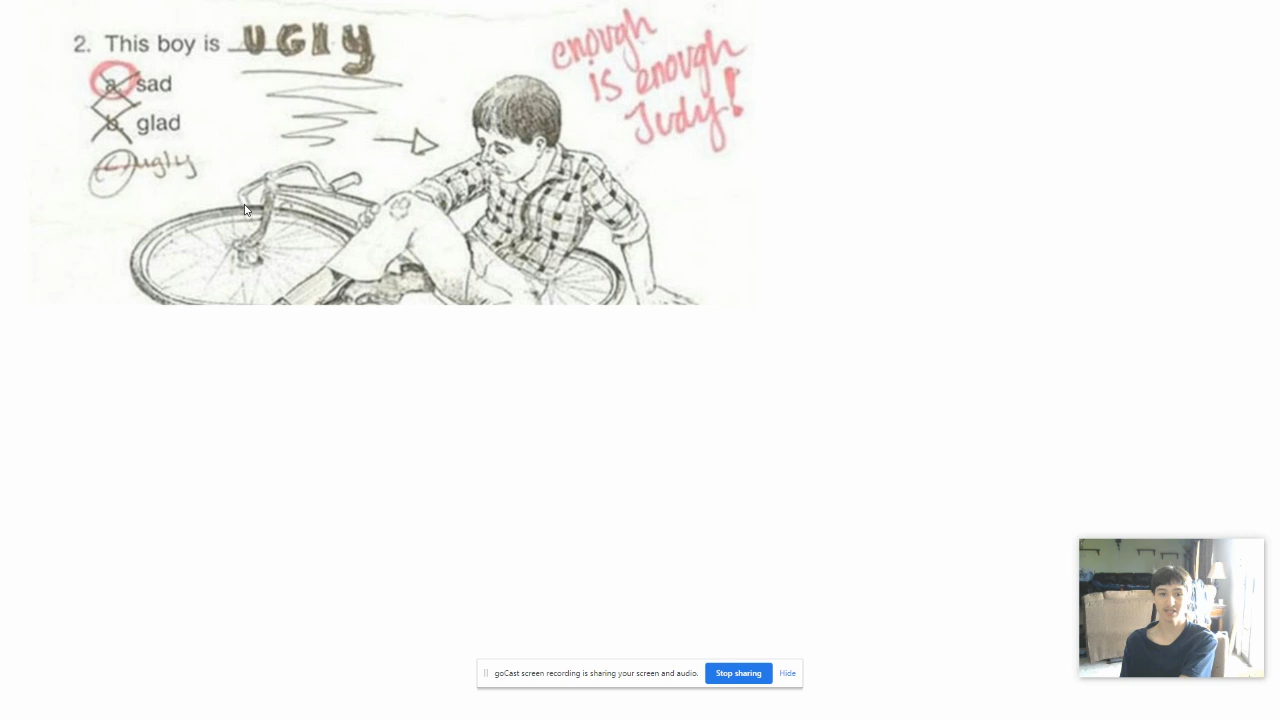 2. This boy is UGLY
a. sad
b. glad
c ugly
enough
is enough
Judy!
goCast screen recording is sharing your screen and audio.
Stop sharing
Hide